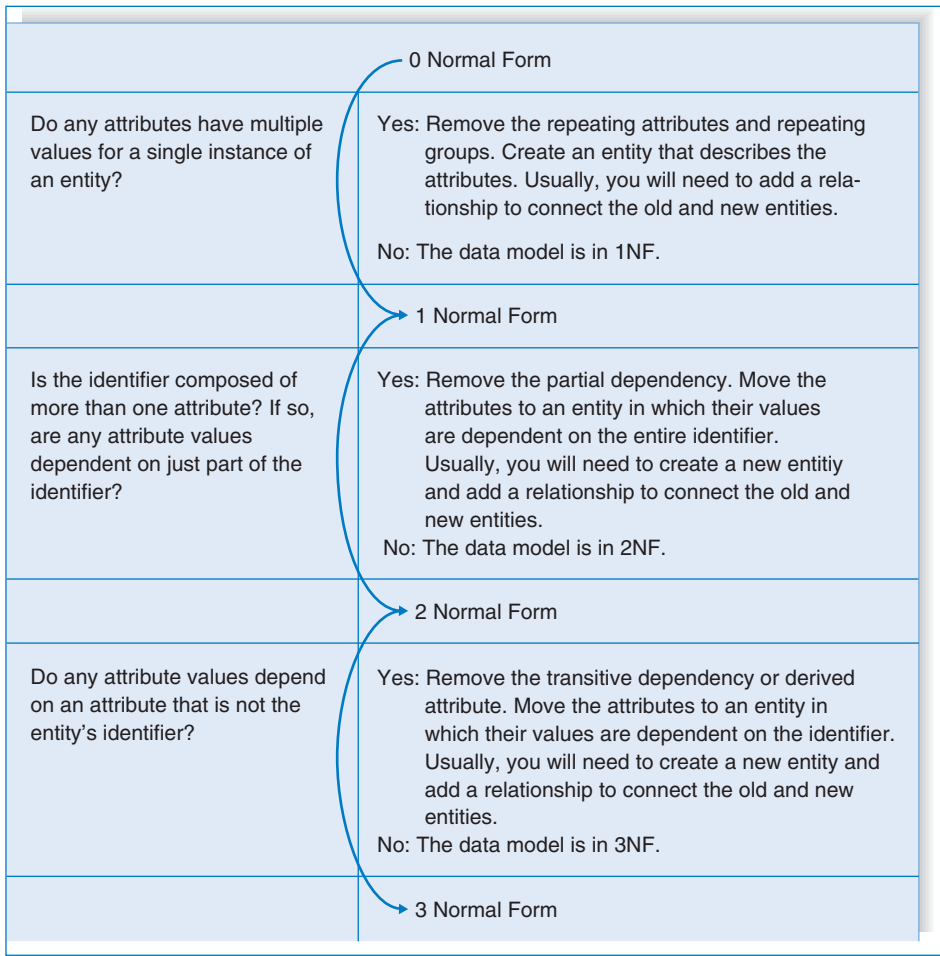 0 Normal Form
Do any attributes have multiple
values for a single instance of
an entity?
Yes: Remove the repeating attributes and repeating
groups. Create an entity that describes the
attributes. Usually, you will need to add a rela-
tionship to connect the old and new entities.
No: The data model is in 1NF.
1 Normal Form
Is the identifier composed of
more than one attribute? If so,
are any attribute values
dependent on just part of the
identifier?
Yes: Remove the partial dependency. Move the
attributes to an entity in which their values
are dependent on the entire identifier.
Usually, you will need to create a new entitiy
and add a relationship to connect the old and
new entities.
No: The data model is in 2NF.
2 Normal Form
Do any attribute values depend
on an attribute that is not the
entity's identifier?
Yes: Remove the transitive dependency or derived
attribute. Move the attributes to an entity in
which their values are dependent on the identifier.
Usually, you will need to create a new entity and
add a relationship to connect the old and new
entities.
No: The data model is in 3NF.
3 Normal Form